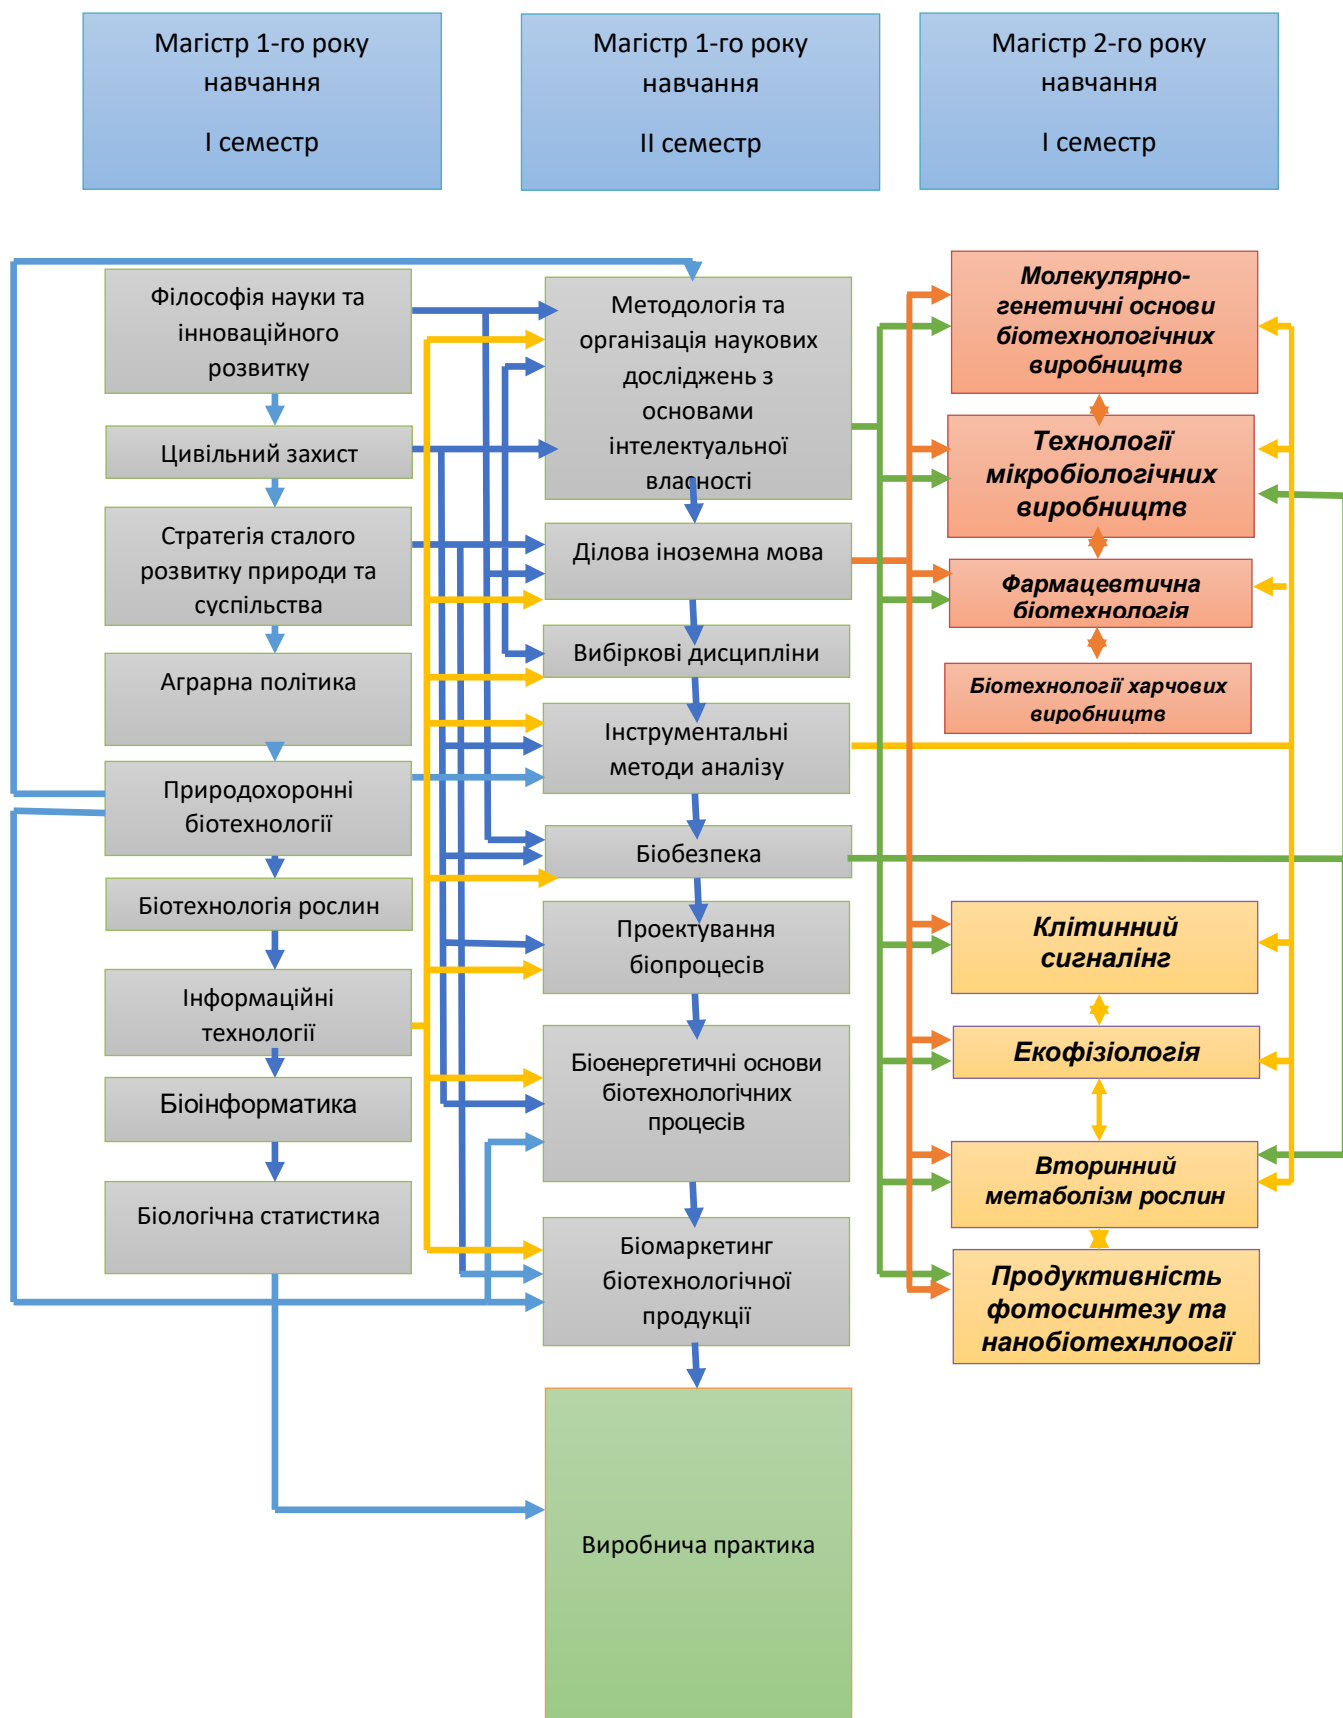 Магістр 1-го року
навчання
І семестр
Магістр 1-го року
навчання
ІІ семестр
Магістр 2-го року
навчання
І семестр
Філософія науки та
інноваційного
розвитку
Цивільний захист
Стратегія сталого
розвитку природи та
суспільства
Аграрна політика
Природохоронні
біотехнології
Біотехнологія рослин
Інформаційні
технології
Біоінформатика
Біологічна статистика
Методологія та
організація наукових
досліджень з
основами
інтелектуальної
власності
Ділова іноземна мова
Вибіркові дисципліни
Інструментальні
методи аналізу
Біобезпека
Проектування
біопроцесів
Біоенергетичні основи
біотехнологічних
процесів
Біомаркетинг
біотехнологічної
продукції
Виробнича практика
Молекулярно-
генетичні основи
біотехнологічних
виробництв
Технології
мікробіологічних
виробництв
Фармацевтична
біотехнологія
Біотехнології харчових
виробництв
Клітинний
сигналінг
Екофізіологія
Вторинний
метаболізм рослин
Продуктивність
фотосинтезу та
нанобіотехнлоогії